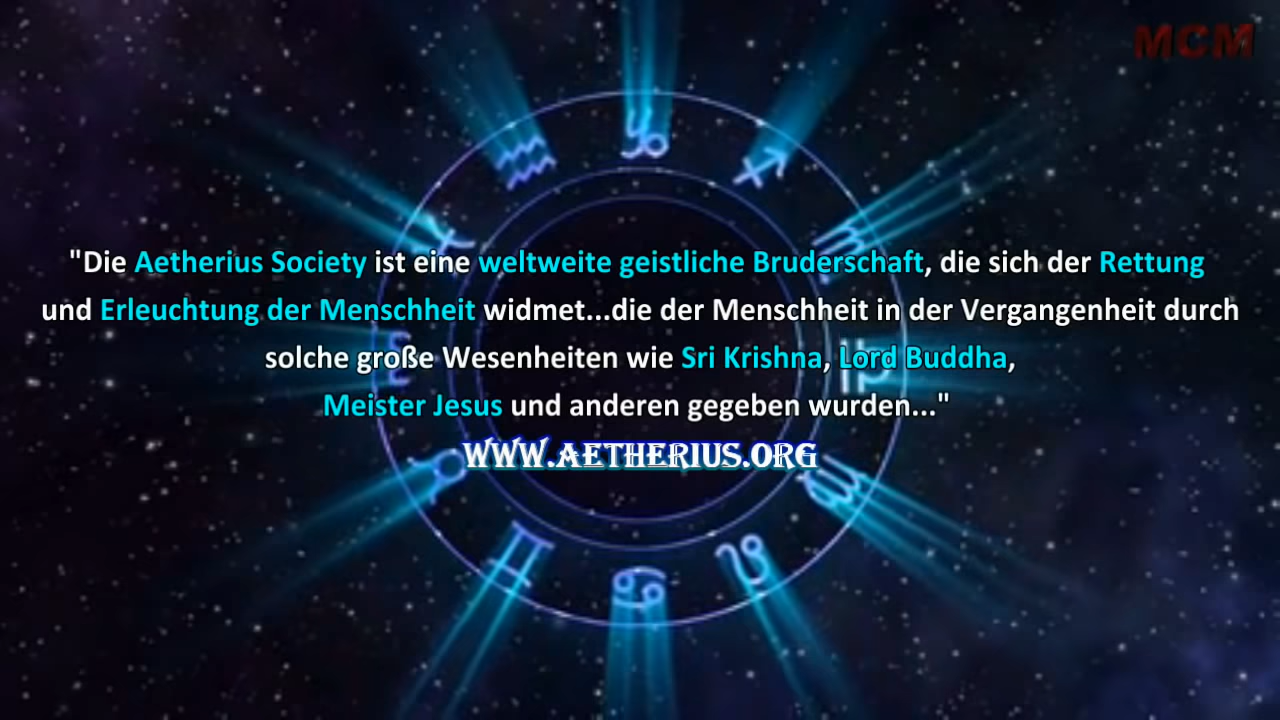 MCM
"Die Aetherius Society ist eine weltweite geistliche Bruderschaft, die sich der Rettung
und Erleuchtung der Menschheit widmet...die der Menschheit in der Vergangenheit durch
solche große Wesenheiten wie Sri Krishna, Lord Buddha,
Meister Jesus und anderen gegeben wurden..."
WWW.AETHERIUS.ORG